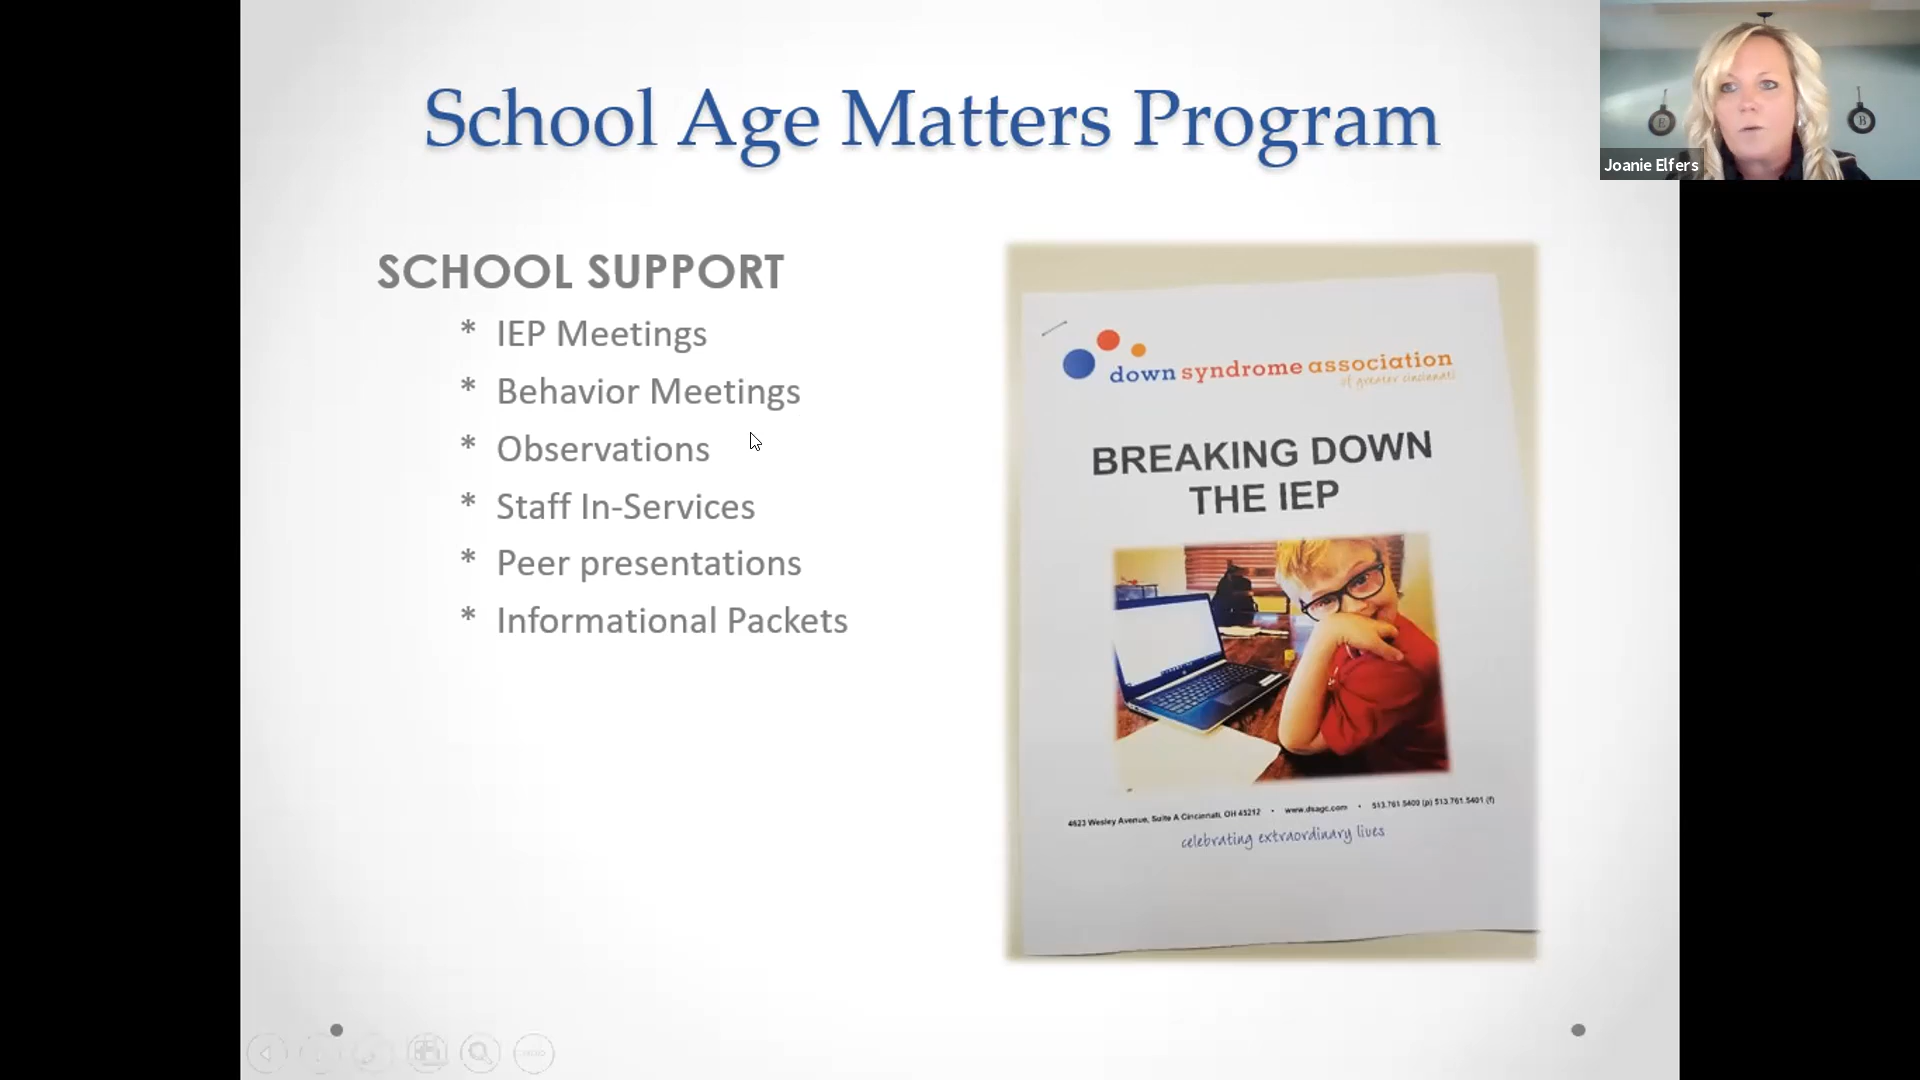 School Age Matters Program
Joanie Elfers
E
B
SCHOOL SUPPORT
* IEP Meetings
* Behavior Meetings
* Observations
* Staff In-Services
* Peer presentations
* Informational Packets
down syndrome association
of greater cincinnati
BREAKING DOWN
THE IEP
4623 Wesley Avenue, Suite A Cincinnati, OH 45212 • www.dsagc.com • 513.761.5400 (p) 513.761.5401 (f)
celebrating extraordinary lives